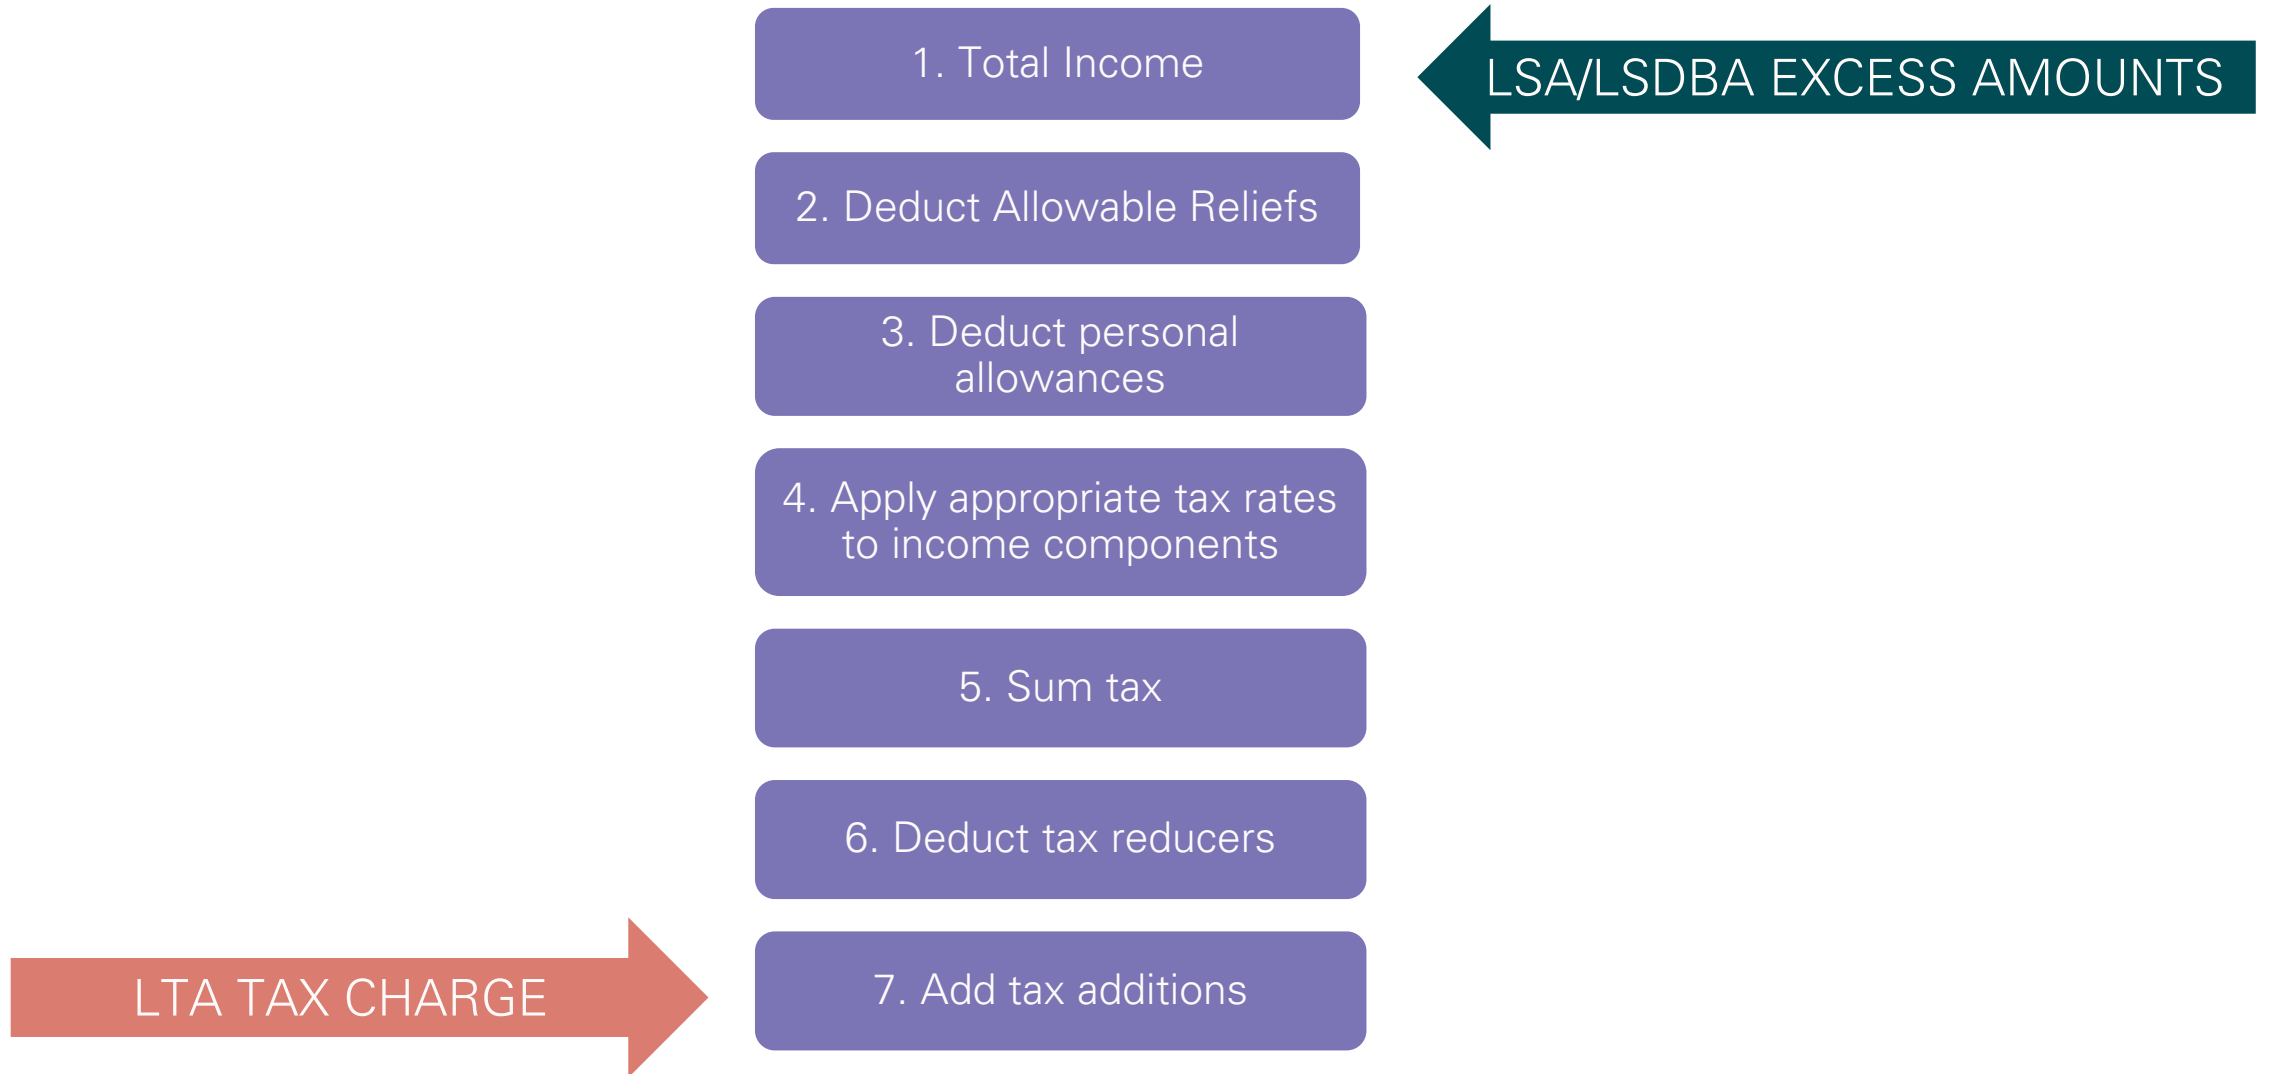 1. Total Income
LSA/LSDBA EXCESS AMOUNTS
2. Deduct Allowable Reliefs
3. Deduct personal
allowances
4. Apply appropriate tax rates
to income components
5. Sum tax
6. Deduct tax reducers
LTA TAX CHARGE
7. Add tax additions